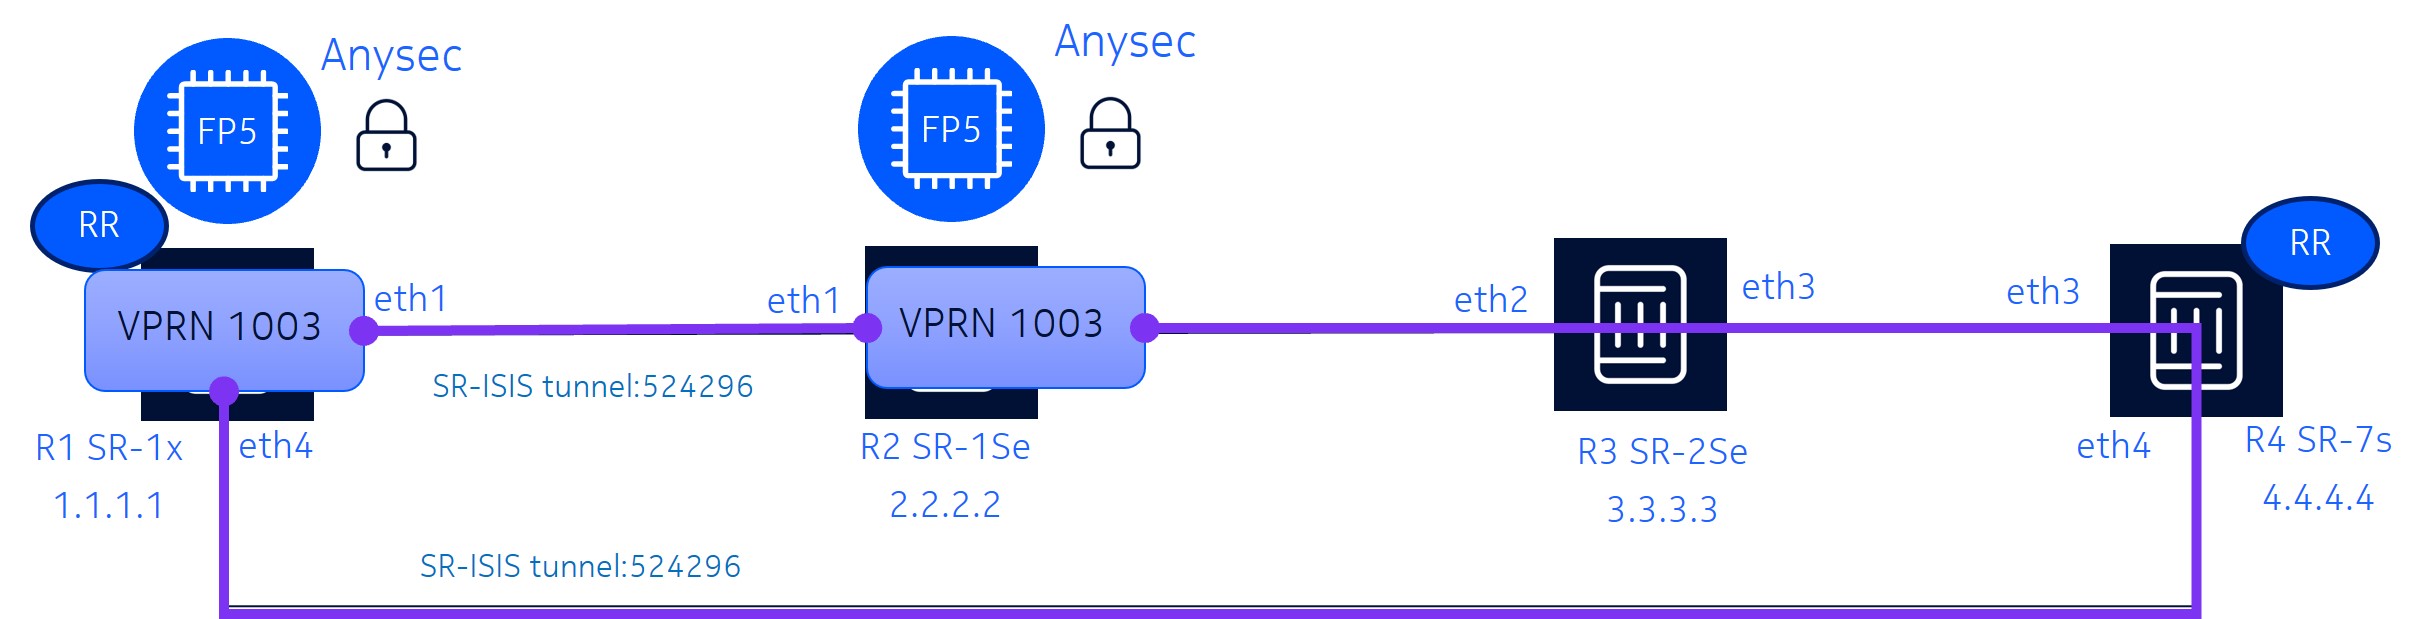 Anysec
Anysec
FP5
FP5
RR
RR
VPRN 1003
eth1
eth1
VPRN 1003
eth2
eth3
eth3
SR-ISIS tunnel:524296
R1 SR-1x
eth4
R2 SR-1Se
R3 SR-2Se
eth4
R4 SR-7s
1.1.1.1
2.2.2.2
3.3.3.3
4.4.4.4
SR-ISIS tunnel:524296